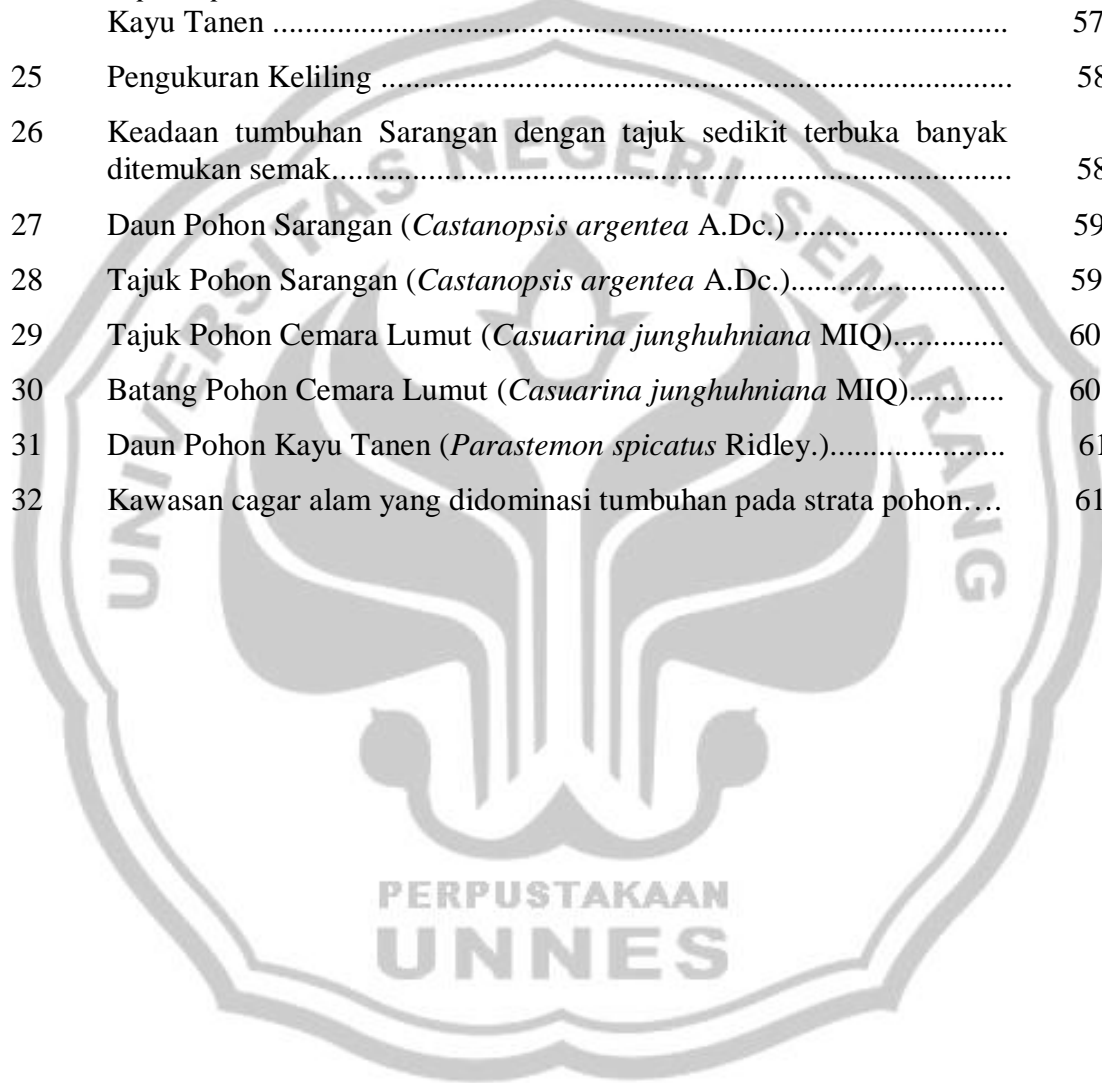 Kayu Tanen ........................................................................................... 57
25 Pengukuran Keliling .............................................................................. 58
26 Keadaan tumbuhan Sarangan dengan tajuk sedikit terbuka banyak
ditemukan semak.................................................................................... 58
27 Daun Pohon Sarangan (Castanopsis argentea A.Dc.) .......................... 59
28 Tajuk Pohon Sarangan (Castanopsis argentea A.Dc.)........................... 59
29 Tajuk Pohon Cemara Lumut (Casuarina junghuhniana MIQ).............. 60
30 Batang Pohon Cemara Lumut (Casuarina junghuhniana MIQ)............ 60
31 Daun Pohon Kayu Tanen (Parastemon spicatus Ridley.)...................... 61
32 Kawasan cagar alam yang didominasi tumbuhan pada strata pohon…. 61
UNIVERSITAS NEGERI SEMARANG
PERPUSTAKAAN
UNNES